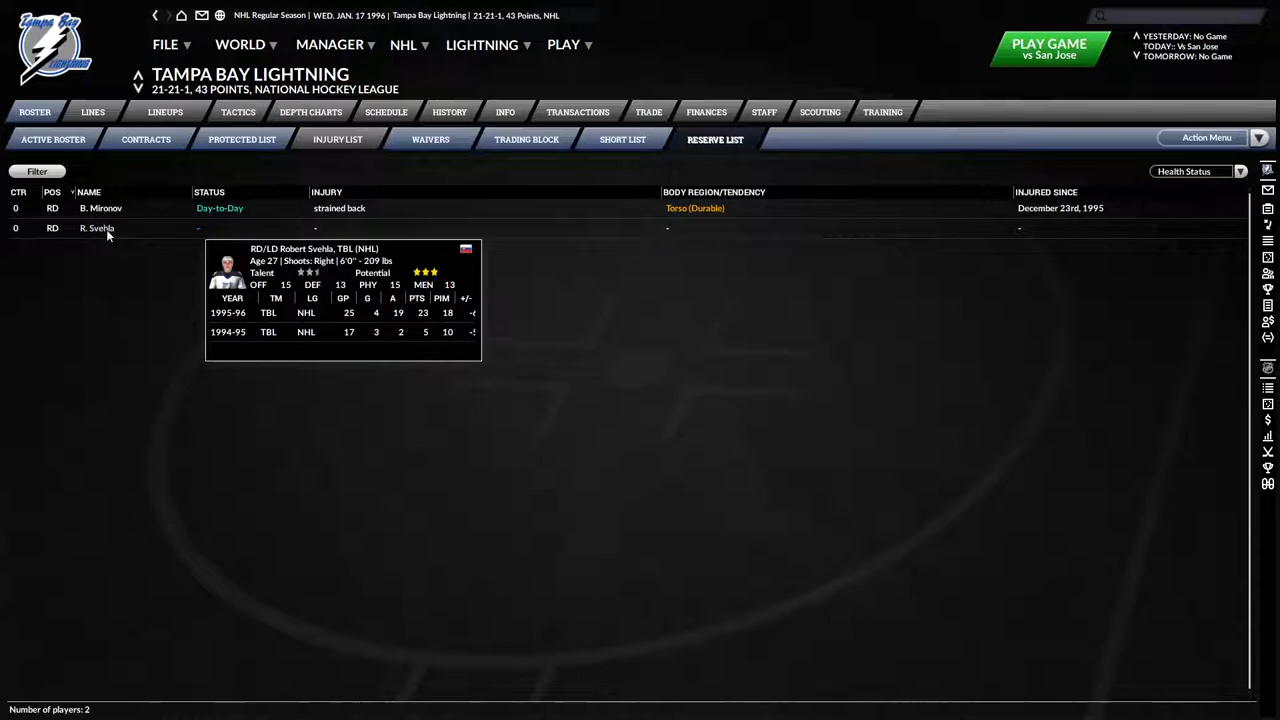 Tampa Bay
LIGHTNING
NHL Regular Season | WED. JAN. 17 1996 | Tampa Bay Lightning | 21-21-1, 43 POINTS, NHL
FILE WORLD MANAGER NHL LIGHTNING PLAY
PLAY GAME
vs San Jose
YESTERDAY: No Game
TODAY:: Vs San Jose
TOMORROW: No Game
TAMPA BAY LIGHTNING
21-21-1, 43 POINTS, NATIONAL HOCKEY LEAGUE
ROSTER LINES LINEUPS TACTICS DEPTH CHARTS SCHEDULE HISTORY INFO TRANSACTIONS TRADE FINANCES STAFF SCOUTING TRAINING
ACTIVE ROSTER CONTRACTS PROTECTED LIST INJURY LIST WAIVERS TRADING BLOCK SHORT LIST RESERVE LIST Action Menu
Filter Health Status
CTR POS NAME STATUS INJURY BODY REGION/TENDENCY INJURED SINCE
0 RD B. Mironov Day-to-Day strained back Torso (Durable) December 23rd, 1995
0 RD R. Svehla - - - -
RD/LD Robert Svehla, TBL (NHL)
Age 27 | Shoots: Right | 6'0'' - 209 lbs
Talent Potential
OFF 15 DEF 13 PHY 15 MEN 13
YEAR TM LG GP G A PTS PIM +/-
1995-96 TBL NHL 25 4 19 23 18
1994-95 TBL NHL 17 3 2 5 10
Number of players: 2